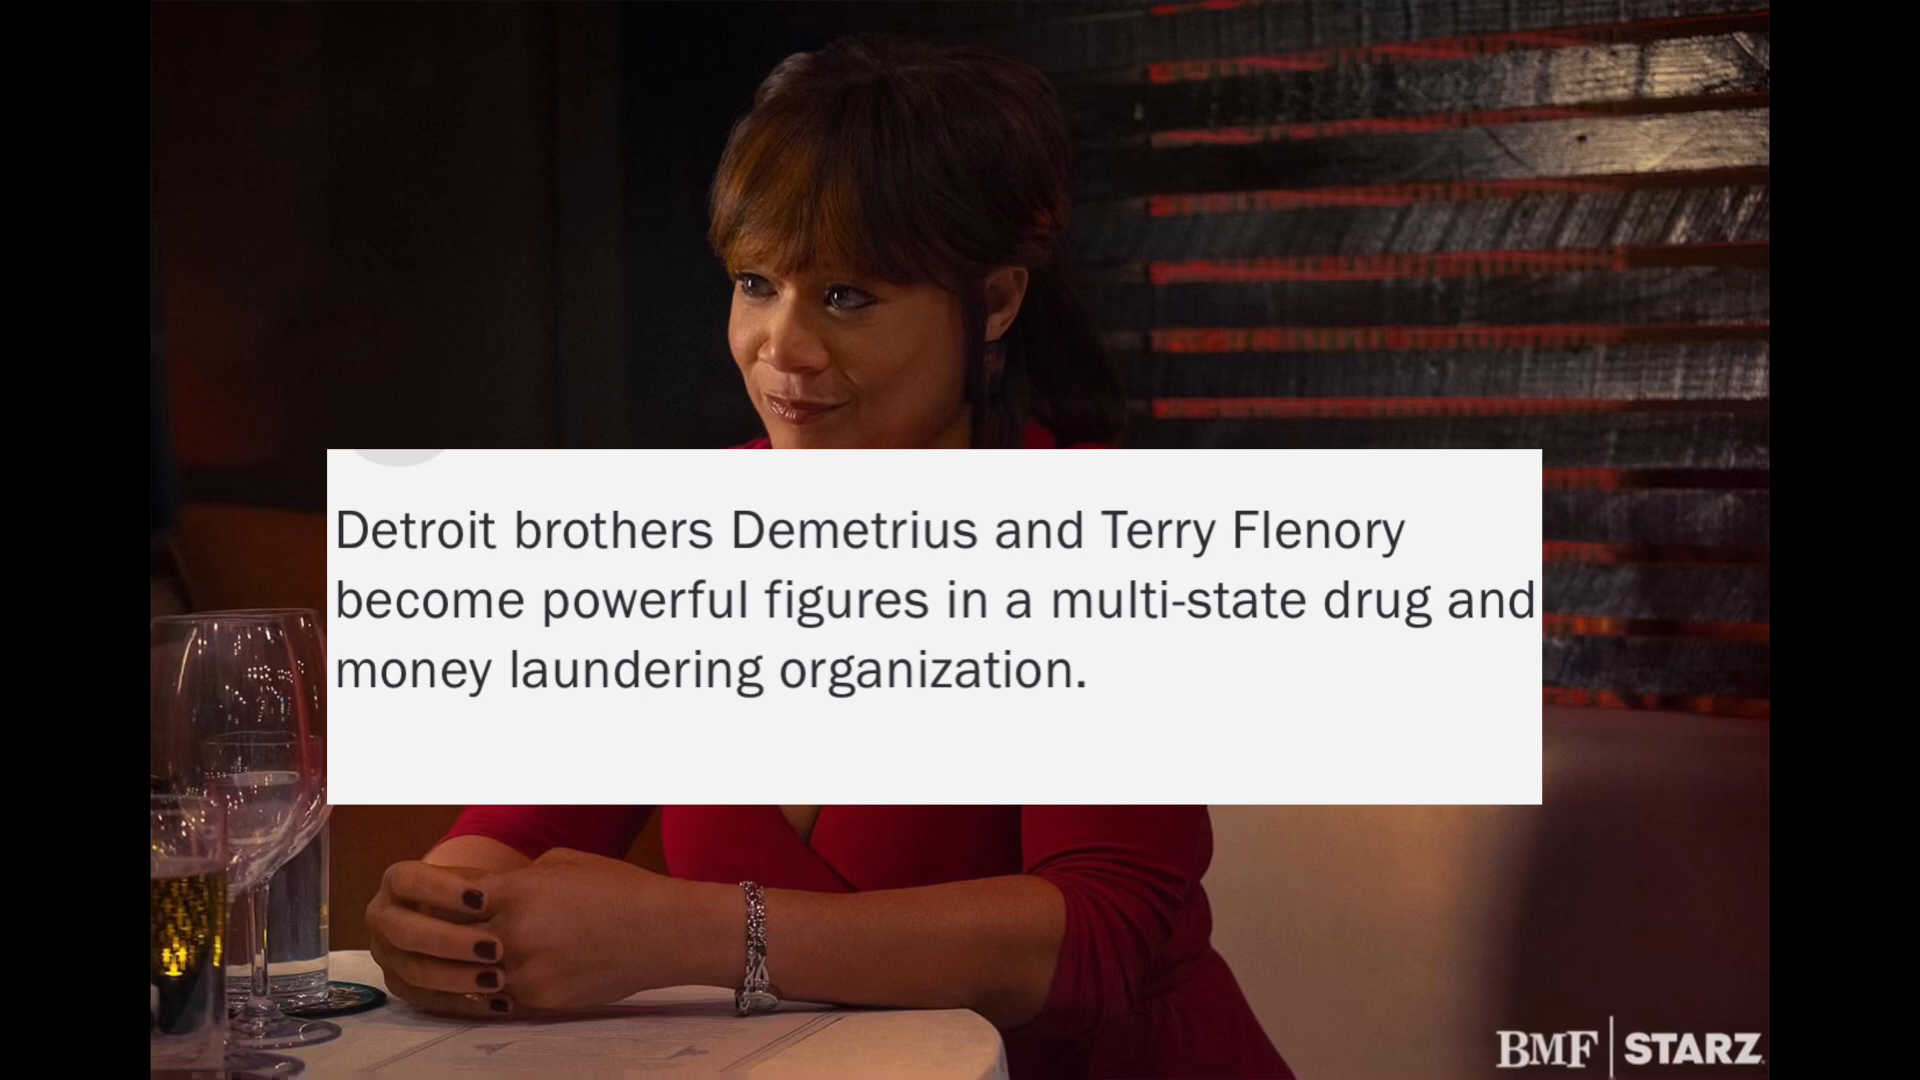 Detroit brothers Demetrius and Terry Flenory
become powerful figures in a multi-state drug and
money laundering organization.
BMF | STARZ